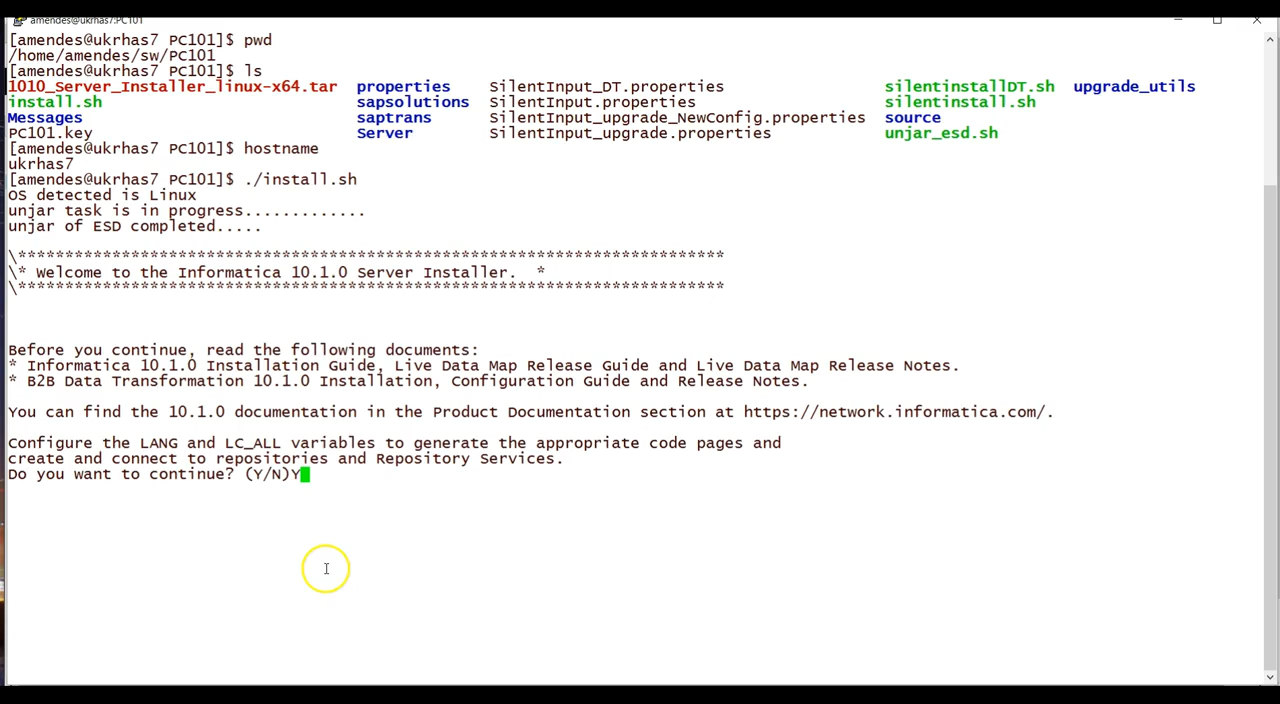 amendes@ukrhas7:PC101
[amendes@ukrhas7 PC101]$ pwd
/home/amendes/sw/PC101
[amendes@ukrhas7 PC101]$ ls
1010_Server_Installer_linux-x64.tar properties SilentInput_DT.properties silentinstallDT.sh upgrade_utils
install.sh sapsolutions SilentInput.properties silentinstall.sh
Messages saptrans SilentInput_upgrade_NewConfig.properties source
PC101.key Server SilentInput_upgrade.properties unjar_esd.sh
[amendes@ukrhas7 PC101]$ hostname
ukrhas7
[amendes@ukrhas7 PC101]$ ./install.sh
OS detected is Linux
unjar task is in progress.............
unjar of ESD completed.....
\****************************************************************************
\* Welcome to the Informatica 10.1.0 Server Installer.  *
\****************************************************************************
Before you continue, read the following documents:
* Informatica 10.1.0 Installation Guide, Live Data Map Release Guide and Live Data Map Release Notes.
* B2B Data Transformation 10.1.0 Installation, Configuration Guide and Release Notes.
You can find the 10.1.0 documentation in the Product Documentation section at https://network.informatica.com/.
Configure the LANG and LC_ALL variables to generate the appropriate code pages and
create and connect to repositories and Repository Services.
Do you want to continue? (Y/N)Y